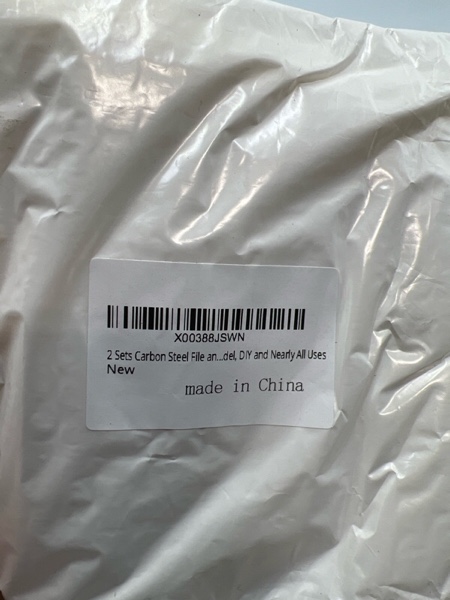 X00388JSWN
2 Sets Carbon Steel File an...del, DIY and Nearly All Uses
New
made in China